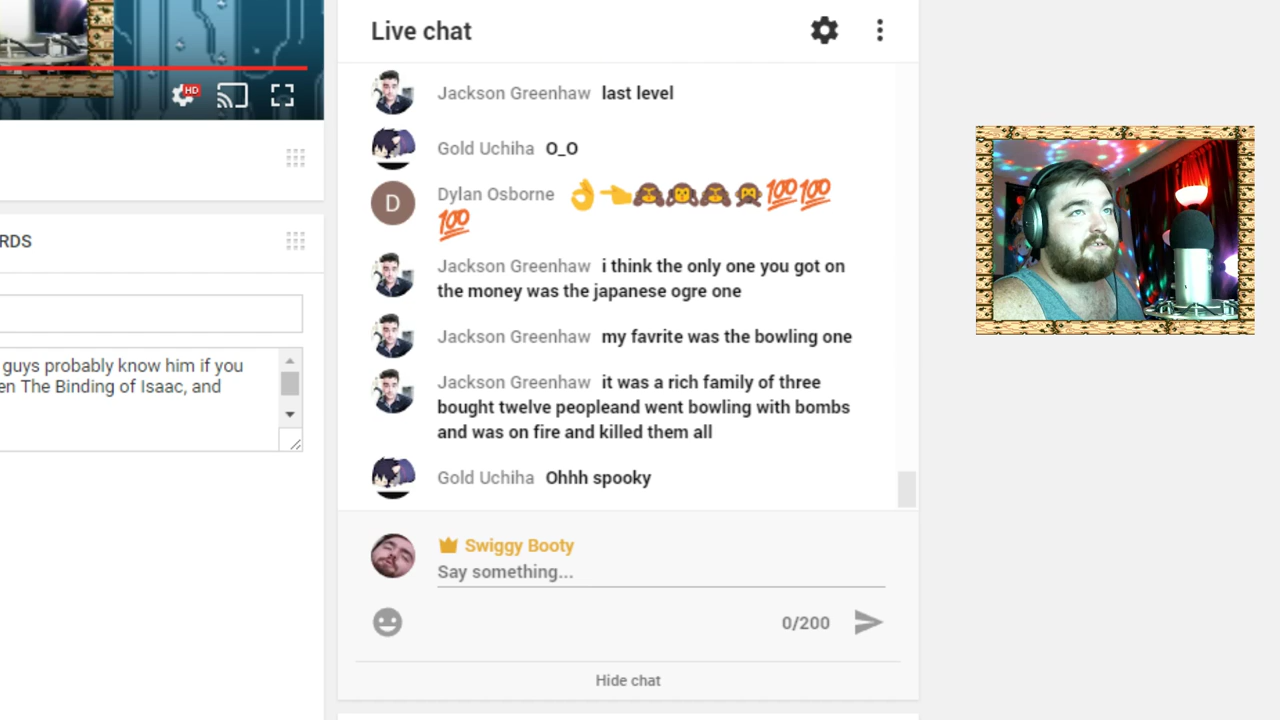 Live chat
HD
Jackson Greenhaw last level
Gold Uchiha O_O
D Dylan Osborne 👌👈🙈🐵🙈🙊💯💯
💯
RDS
Jackson Greenhaw i think the only one you got on
the money was the japanese ogre one
Jackson Greenhaw my favrite was the bowling one
guys probably know him if you
en The Binding of Isaac, and
Jackson Greenhaw it was a rich family of three
bought twelve peopleand went bowling with bombs
and was on fire and killed them all
Gold Uchiha Ohhh spooky
Swiggy Booty
Say something...
0/200
Hide chat